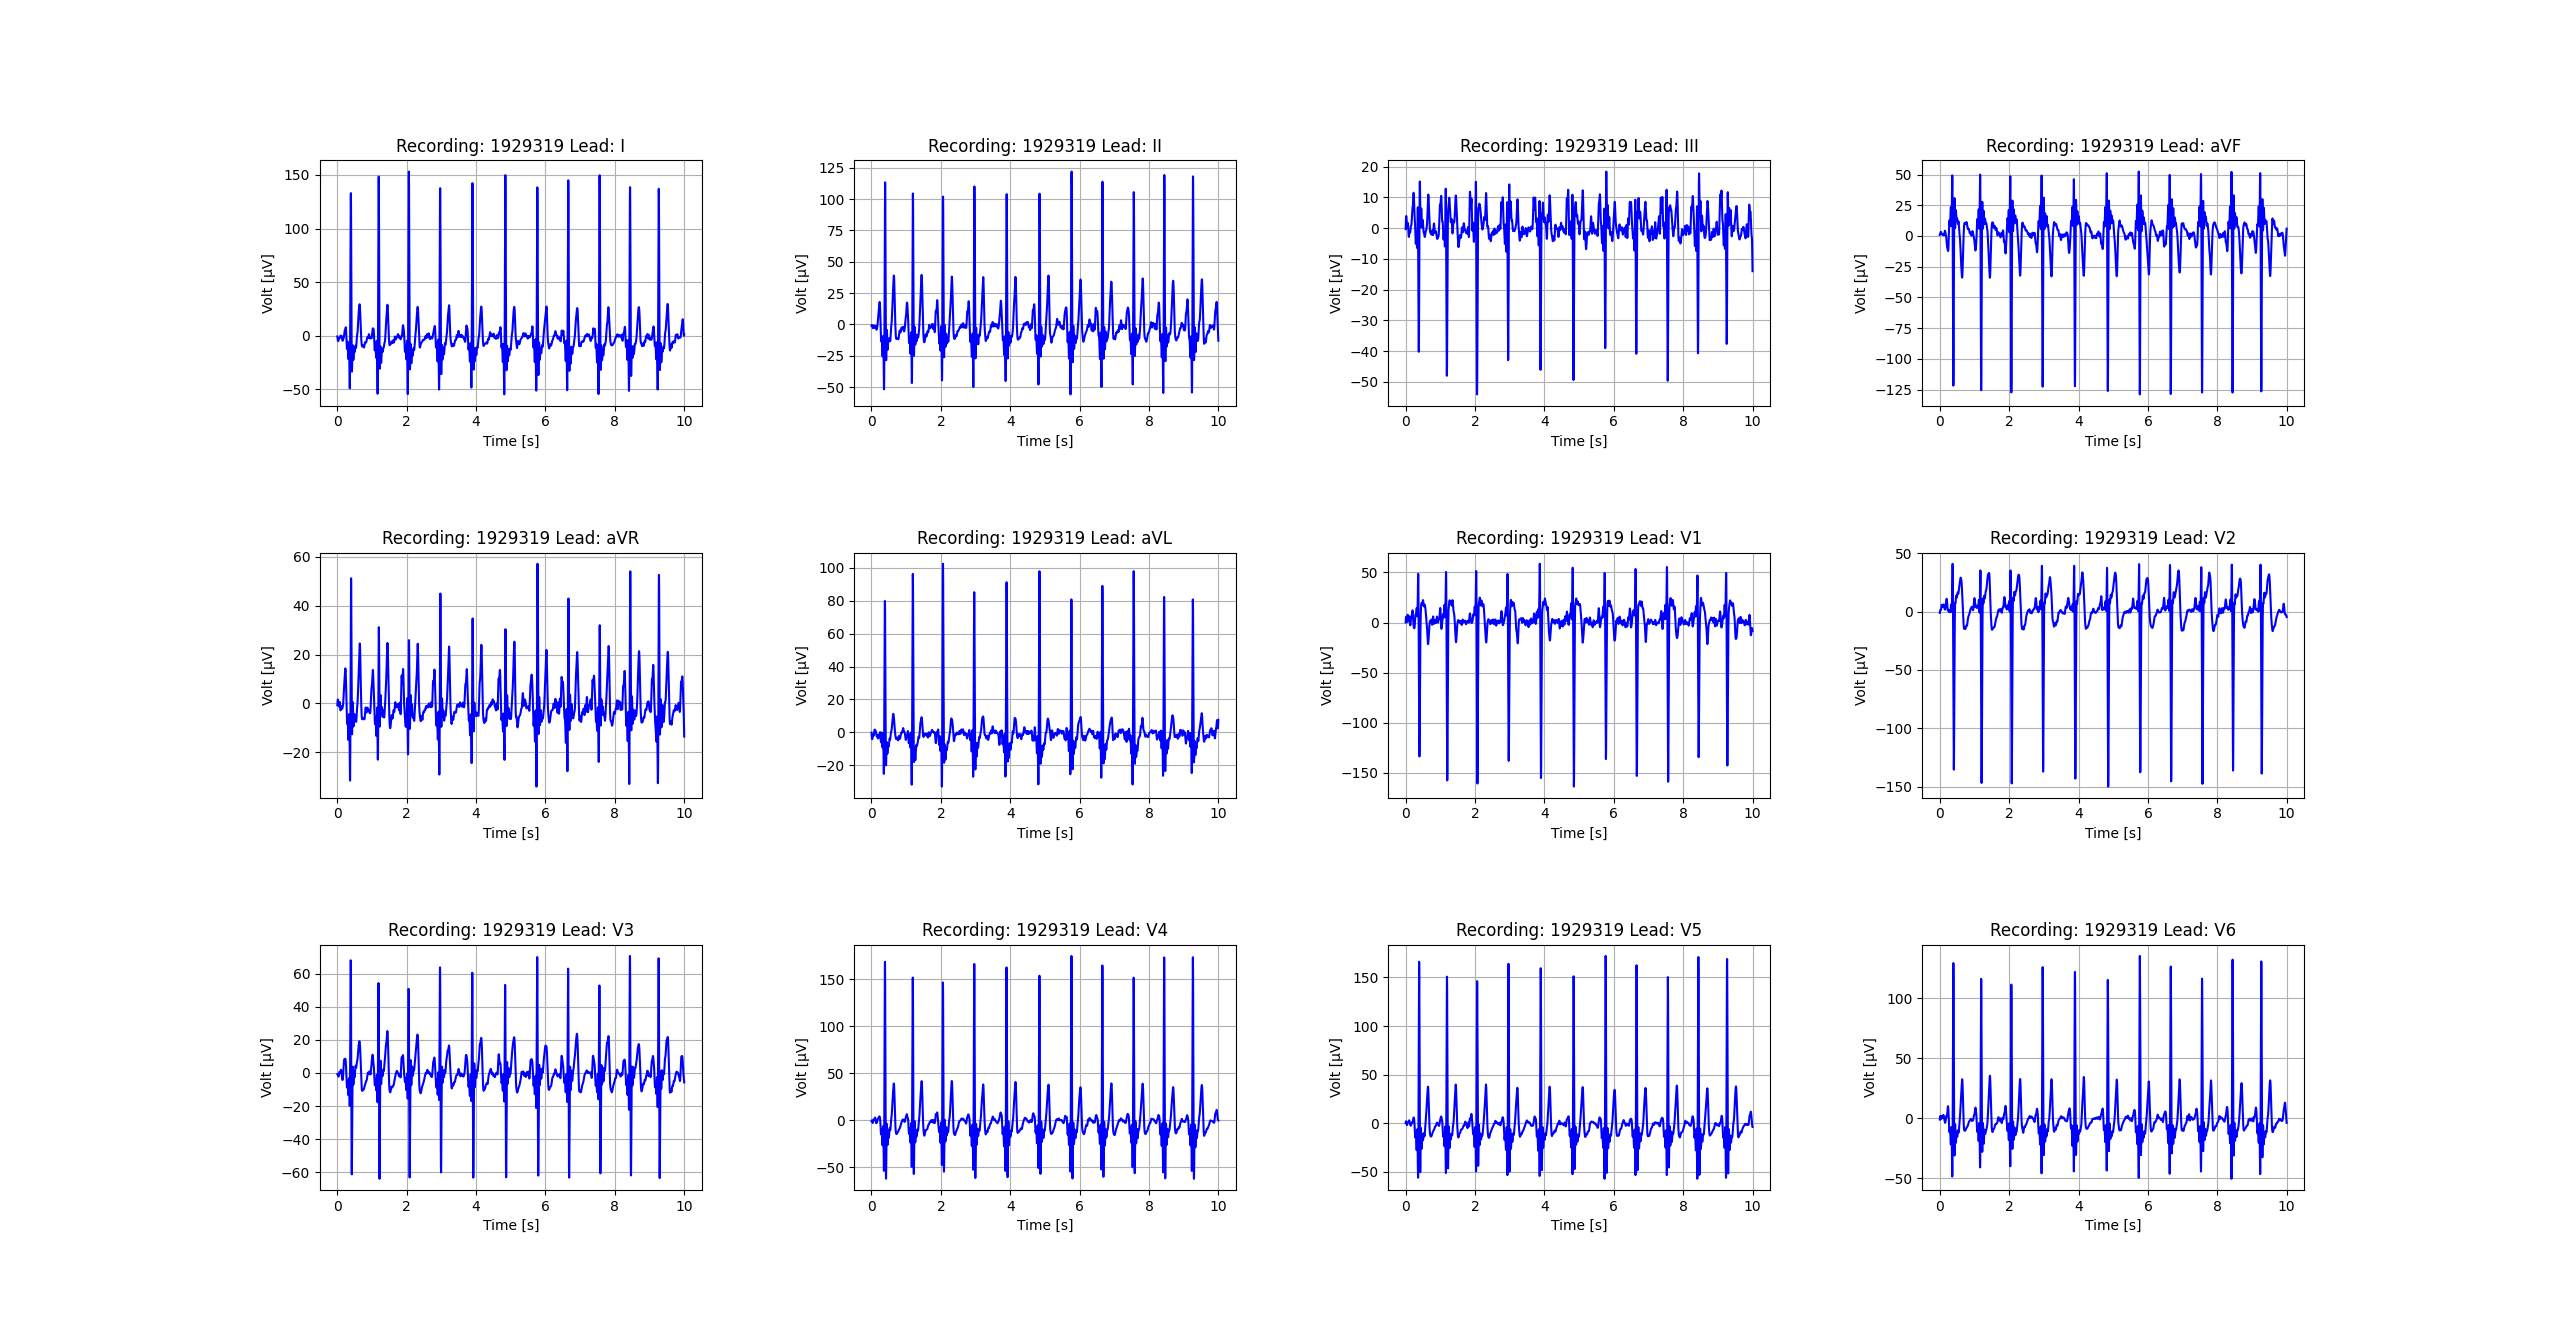 Recording: 1929319 Lead: I
Volt [µV]
150
100
50
0
−50
0 2 4 6 8 10
Time [s]
Recording: 1929319 Lead: II
Volt [µV]
125
100
75
50
25
0
−25
−50
0 2 4 6 8 10
Time [s]
Recording: 1929319 Lead: III
Volt [µV]
20
10
0
−10
−20
−30
−40
−50
0 2 4 6 8 10
Time [s]
Recording: 1929319 Lead: aVF
Volt [µV]
50
25
0
−25
−50
−75
−100
−125
0 2 4 6 8 10
Time [s]
Recording: 1929319 Lead: aVR
Volt [µV]
60
40
20
0
−20
0 2 4 6 8 10
Time [s]
Recording: 1929319 Lead: aVL
Volt [µV]
100
80
60
40
20
0
−20
0 2 4 6 8 10
Time [s]
Recording: 1929319 Lead: V1
Volt [µV]
50
0
−50
−100
−150
0 2 4 6 8 10
Time [s]
Recording: 1929319 Lead: V2
Volt [µV]
50
0
−50
−100
−150
0 2 4 6 8 10
Time [s]
Recording: 1929319 Lead: V3
Volt [µV]
60
40
20
0
−20
−40
−60
0 2 4 6 8 10
Time [s]
Recording: 1929319 Lead: V4
Volt [µV]
150
100
50
0
−50
0 2 4 6 8 10
Time [s]
Recording: 1929319 Lead: V5
Volt [µV]
150
100
50
0
−50
0 2 4 6 8 10
Time [s]
Recording: 1929319 Lead: V6
Volt [µV]
100
50
0
−50
0 2 4 6 8 10
Time [s]